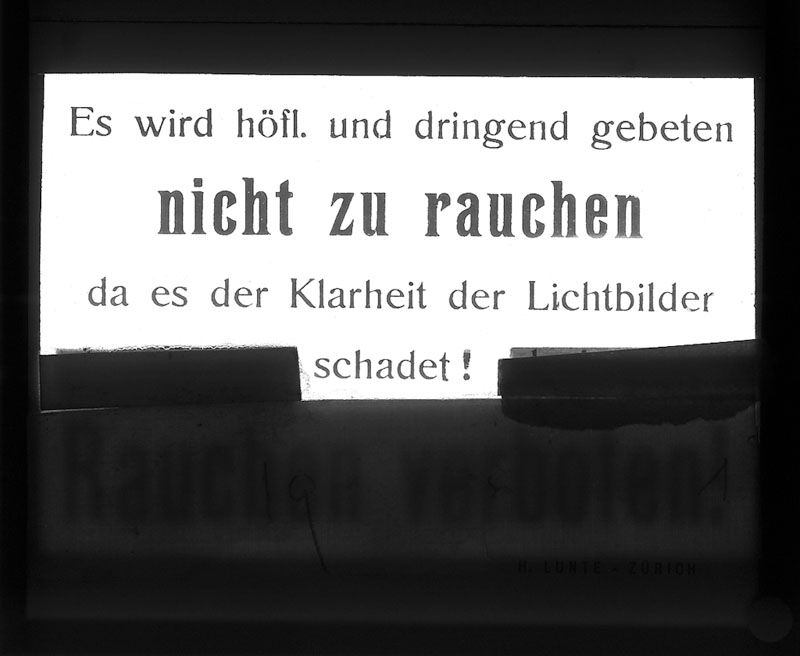 Es wird höfl. und dringend gebeten
nicht zu rauchen
da es der Klarheit der Lichtbilder
schadet!
Rauchen verboten!
H. LUNTE - ZÜRICH